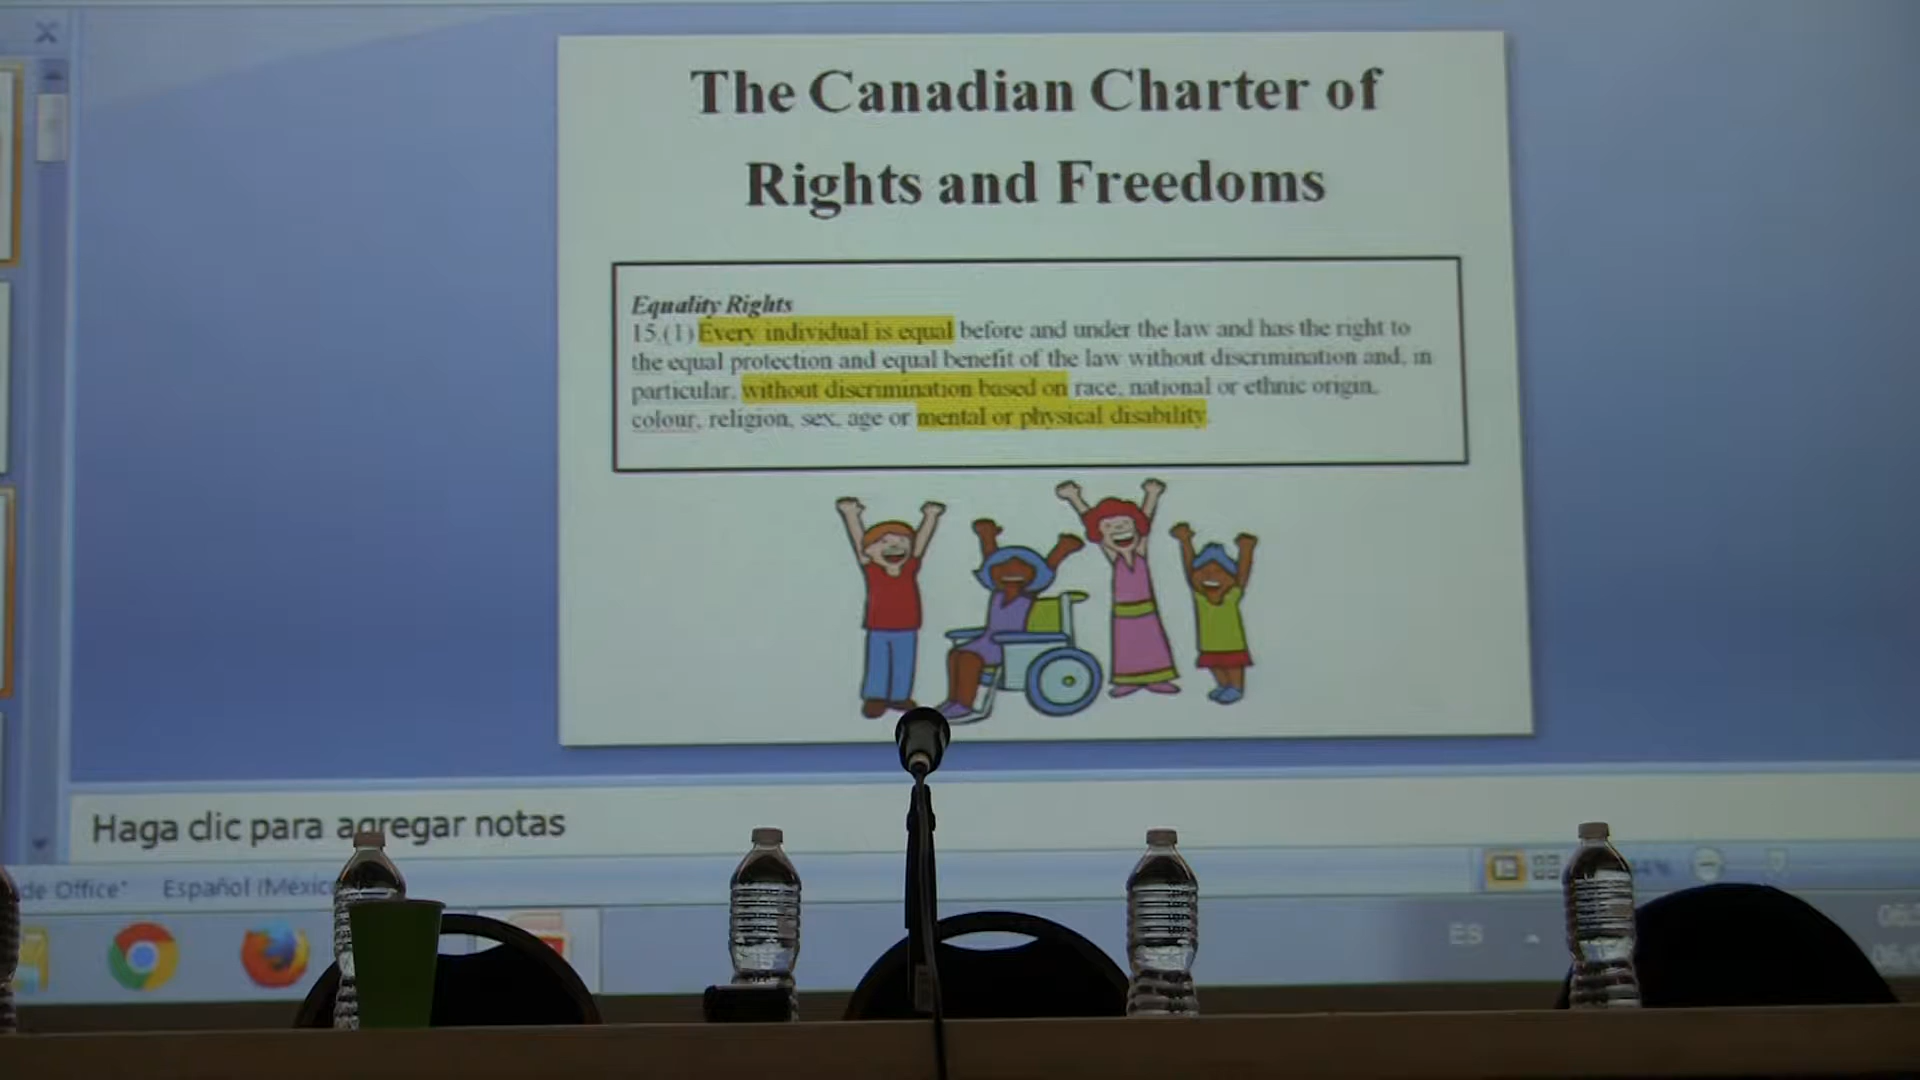 The Canadian Charter of
Rights and Freedoms
Equality Rights
15.(1) Every individual is equal before and under the law and has the right to
the equal protection and equal benefit of the law without discrimination and, in
particular, without discrimination based on race, national or ethnic origin,
colour, religion, sex, age or mental or physical disability.
Haga clic para agregar notas
de Office"
Español (Méxic
ES